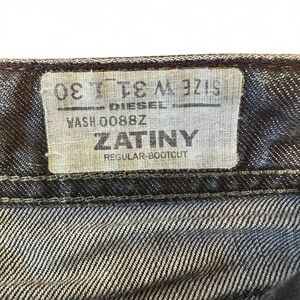 SIZE W 31 L 30
DIESEL
WASH 0088Z
ZATINY
REGULAR-BOOTCUT